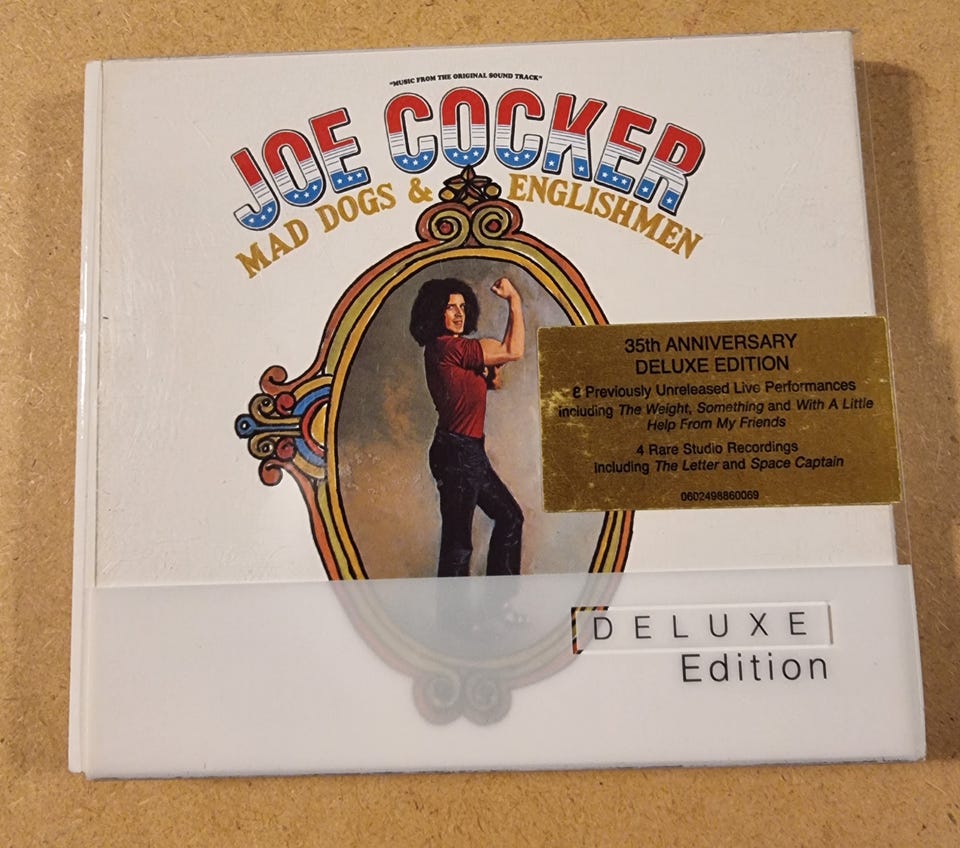 "MUSIC FROM THE ORIGINAL SOUND TRACK"
JOE COCKER
MAD DOGS & ENGLISHMEN
35th ANNIVERSARY
DELUXE EDITION
8 Previously Unreleased Live Performances
including The Weight, Something and With A Little
Help From My Friends
4 Rare Studio Recordings
Including The Letter and Space Captain
0602498860069
DELUXE
Edition